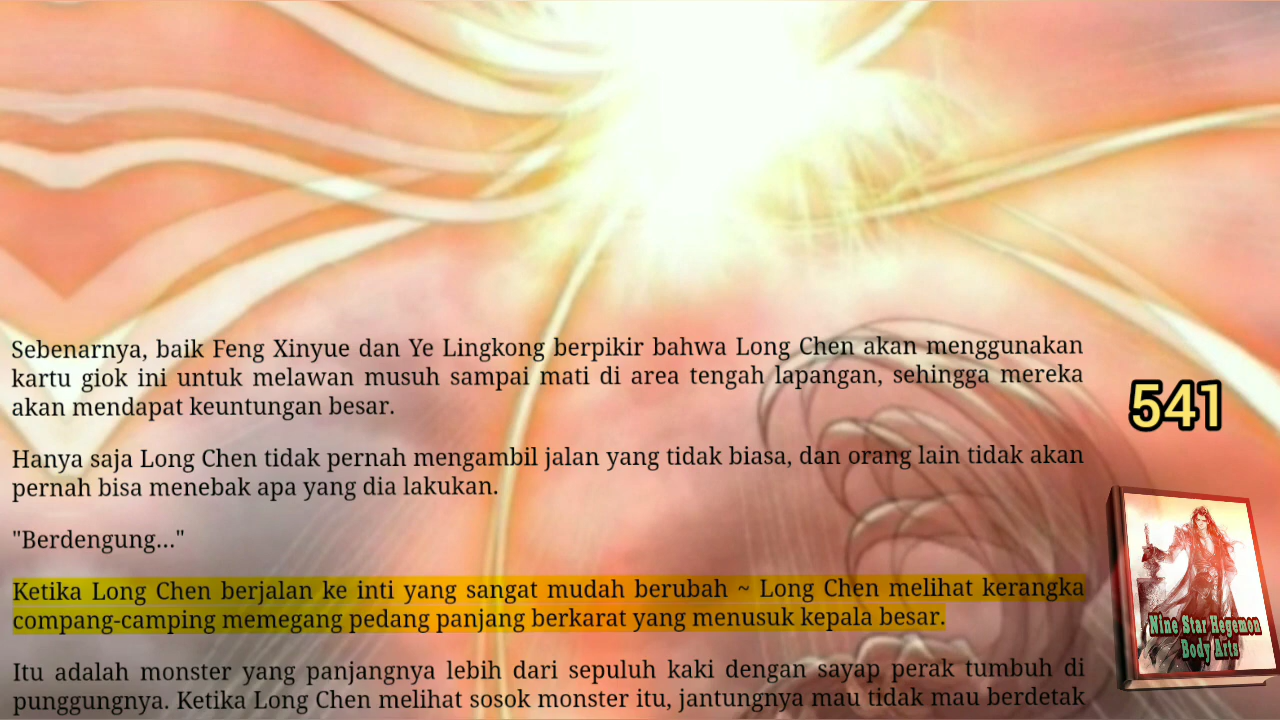 Sebenarnya, baik Feng Xinyue dan Ye Lingkong berpikir bahwa Long Chen akan menggunakan
kartu giok ini untuk melawan musuh sampai mati di area tengah lapangan, sehingga mereka
akan mendapat keuntungan besar.
Hanya saja Long Chen tidak pernah mengambil jalan yang tidak biasa, dan orang lain tidak akan
pernah bisa menebak apa yang dia lakukan.
"Berdengung..."
Ketika Long Chen berjalan ke inti yang sangat mudah berubah ~ Long Chen melihat kerangka
compang-camping memegang pedang panjang berkarat yang menusuk kepala besar.
Itu adalah monster yang panjangnya lebih dari sepuluh kaki dengan sayap perak tumbuh di
punggungnya. Ketika Long Chen melihat sosok monster itu, jantungnya mau tidak mau berdetak
541
Nine Star Hegemon
Body Arts